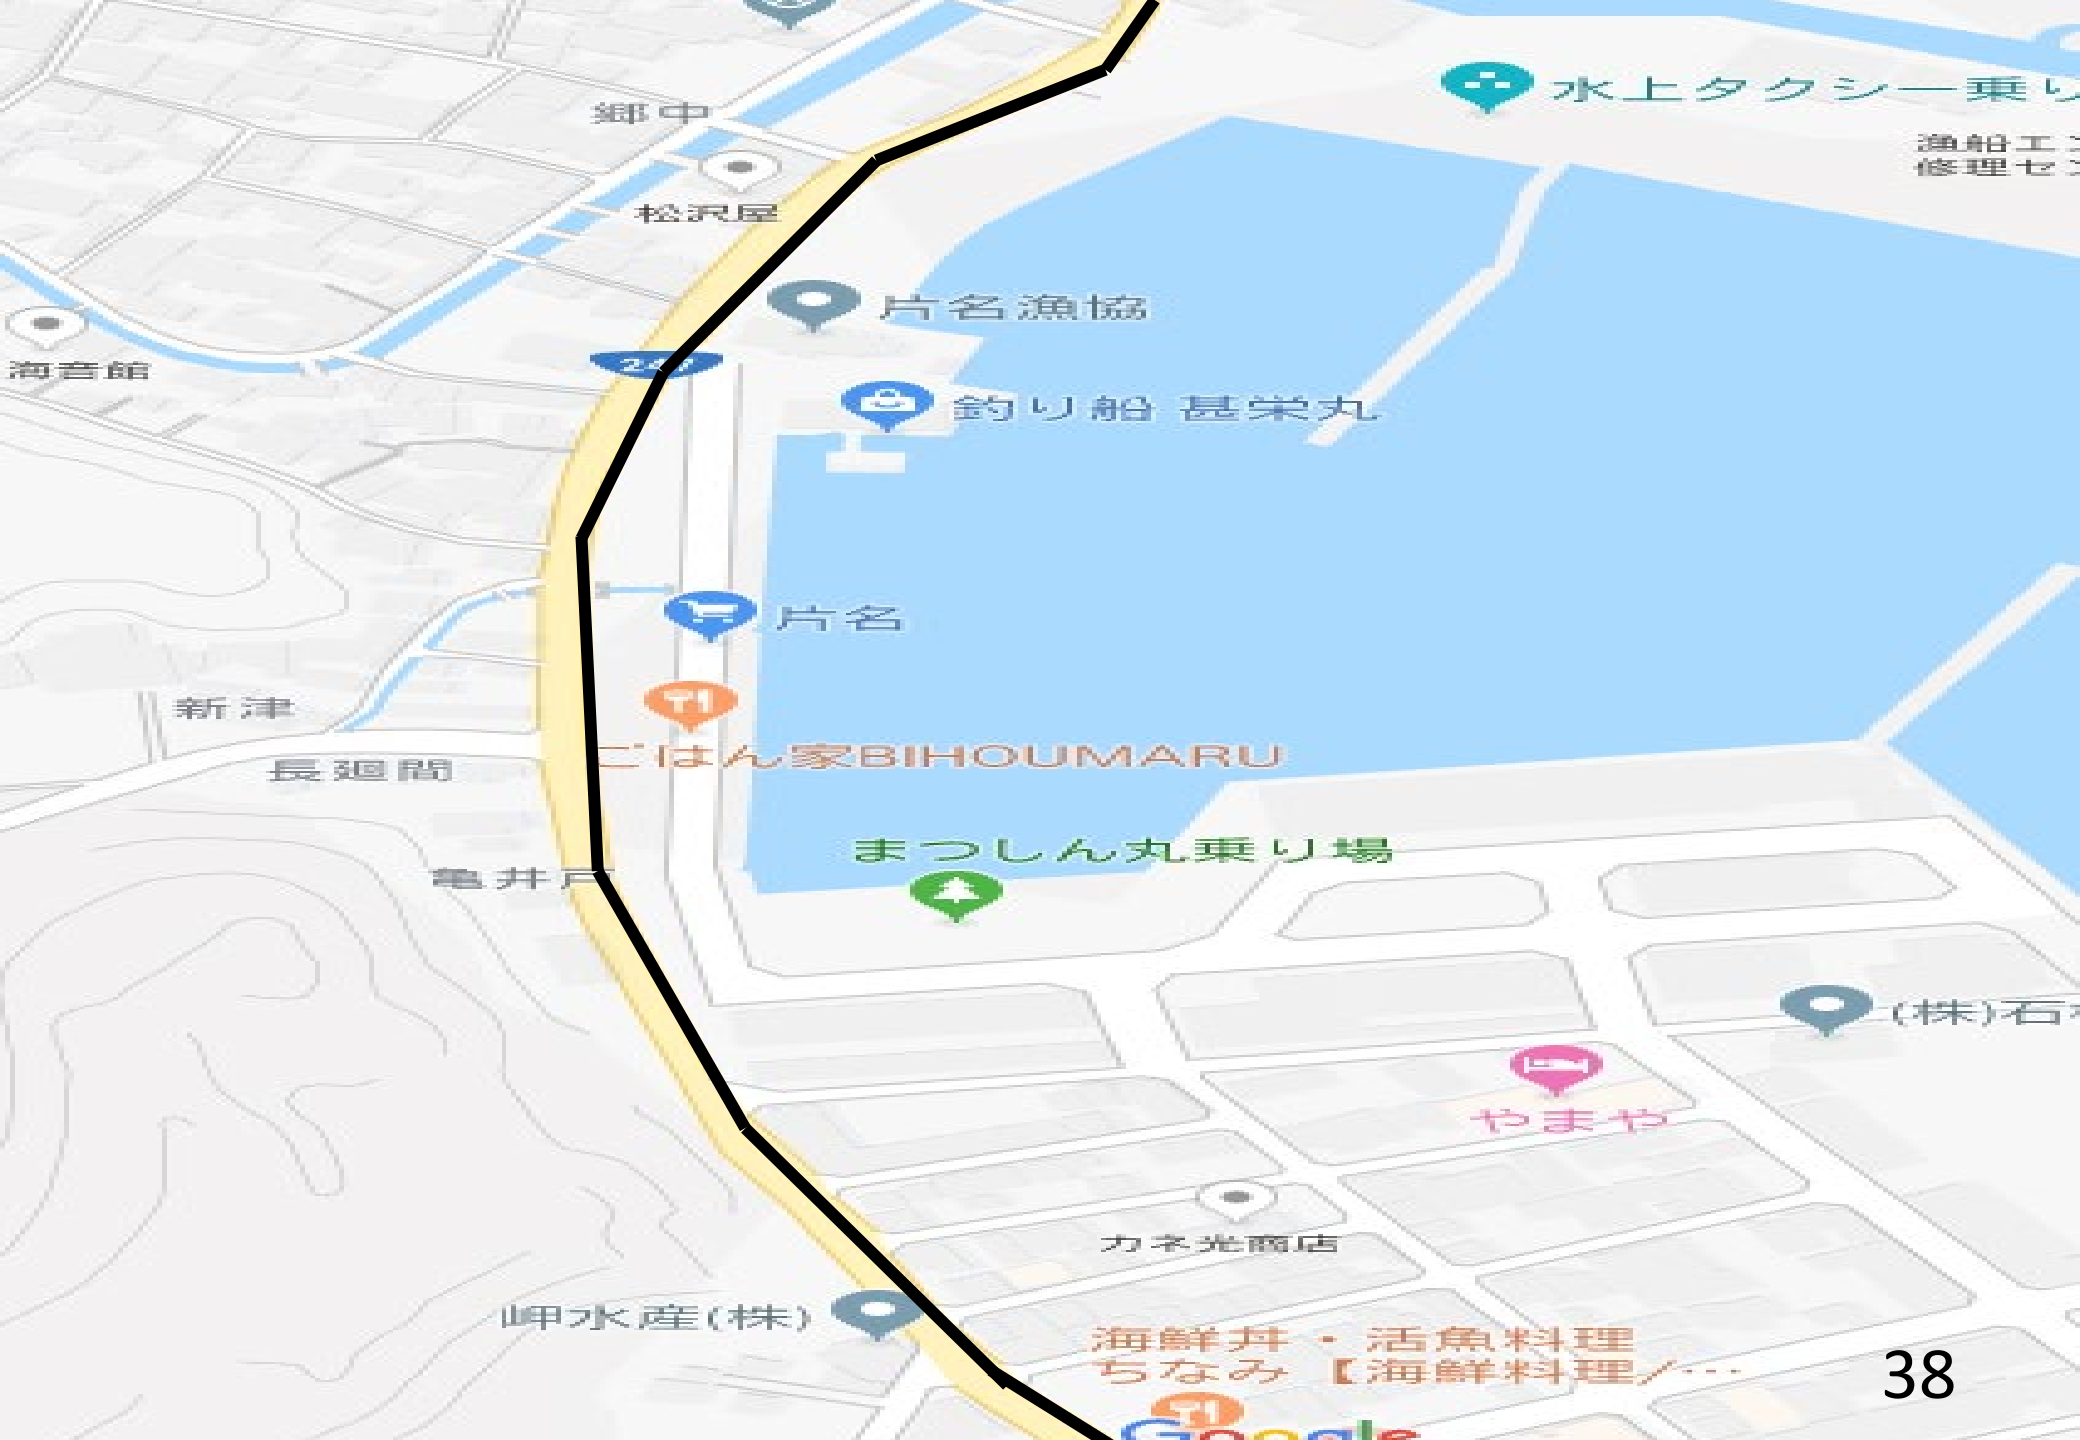 水上タクシー乗り
郷中
漁船エン
修理セン
松沢屋
片名漁協
海音館
247
釣り船 甚栄丸
片名
新津
ごはん家BIHOUMARU
長廻間
まつしん丸乗り場
亀井戸
(株)石
やまや
カネ光商店
岬水産(株)
海鮮丼・活魚料理
ちなみ【海鮮料理/…
38
Google